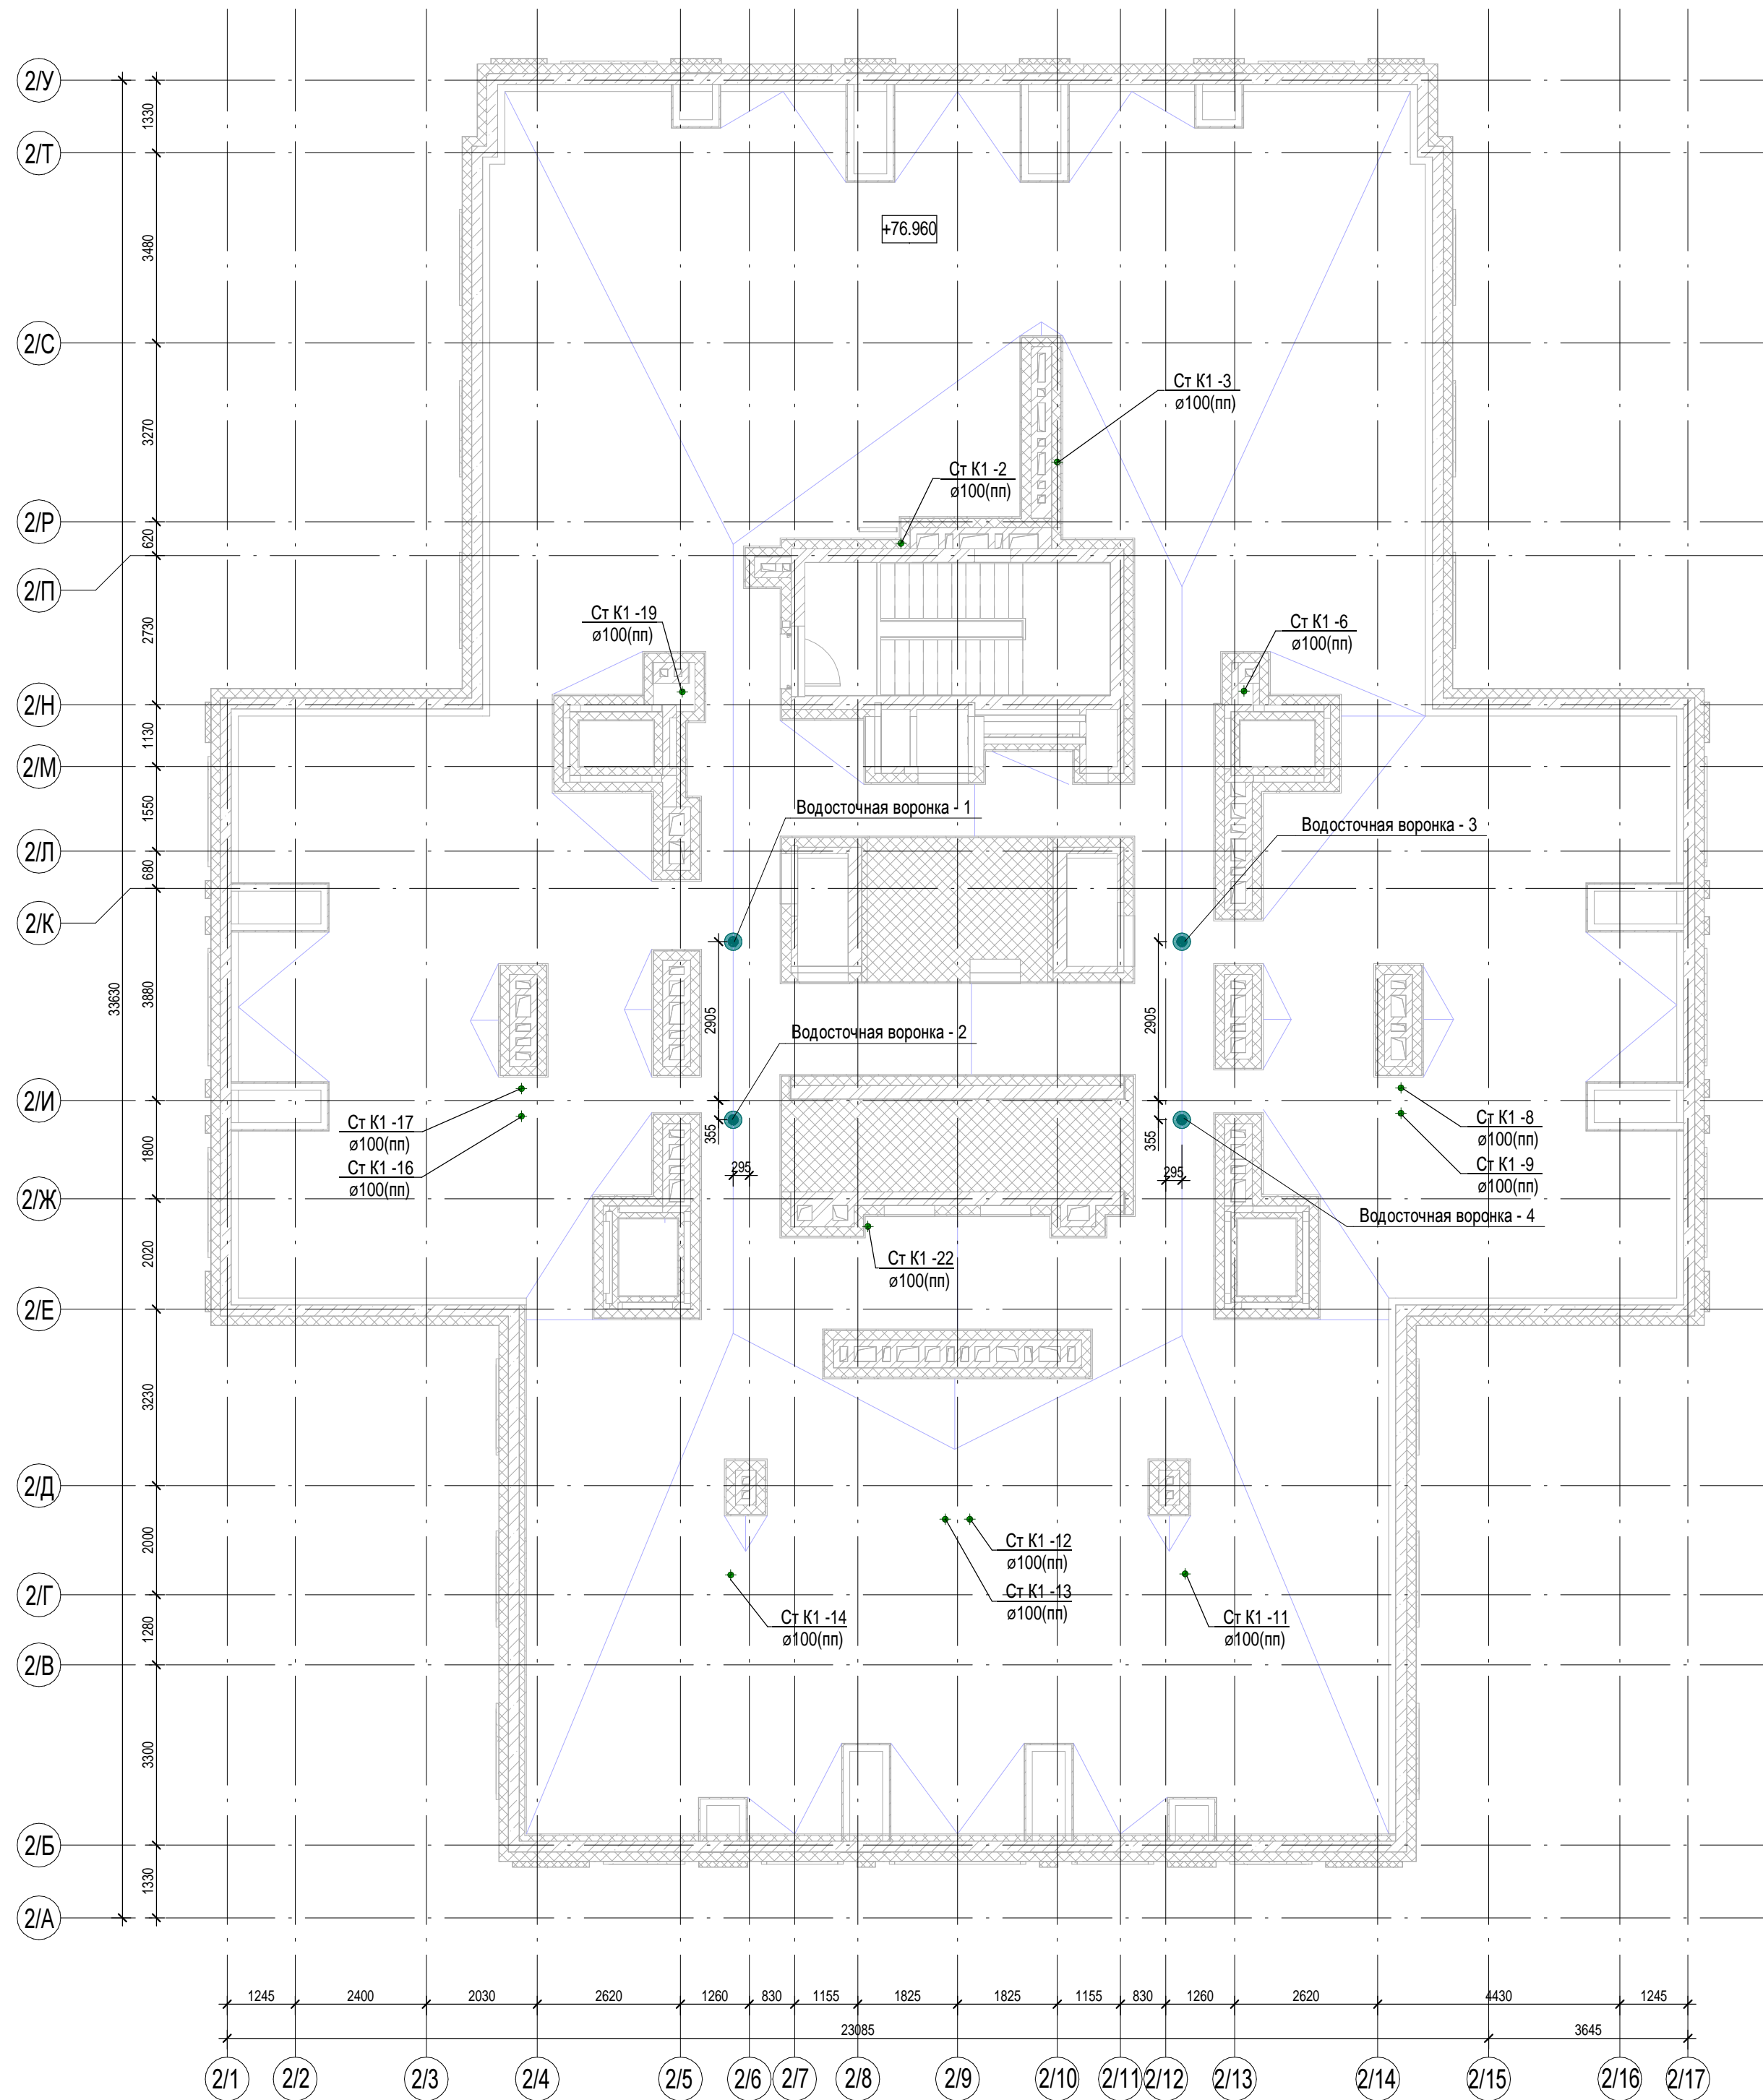 2/У
1330
2/Т
+76.960
3480
2/С
Ст К1 -3
ø100(пп)
3270
Ст К1 -2
ø100(пп)
2/Р
620
2/П
Ст К1 -19
ø100(пп)
Ст К1 -6
ø100(пп)
2730
2/Н
1130
2/М
1550
Водосточная воронка - 1
Водосточная воронка - 3
2/Л
680
2/К
33630
3880
2905
2905
Водосточная воронка - 2
2/И
Ст К1 -17
ø100(пп)
Ст К1 -8
ø100(пп)
355
355
1800
Ст К1 -16
ø100(пп)
295
295
Ст К1 -9
ø100(пп)
2/Ж
Водосточная воронка - 4
2020
Ст К1 -22
ø100(пп)
2/Е
3230
2/Д
2000
Ст К1 -12
ø100(пп)
2/Г
Ст К1 -13
ø100(пп)
1280
Ст К1 -14
ø100(пп)
Ст К1 -11
ø100(пп)
2/В
3300
2/Б
1330
2/А
1245 2400 2030 2620 1260 830 1155 1825 1825 1155 830 1260 2620 4430 1245
23085 3645
2/1 2/2 2/3 2/4 2/5 2/6 2/7 2/8 2/9 2/10 2/11 2/12 2/13 2/14 2/15 2/16 2/17